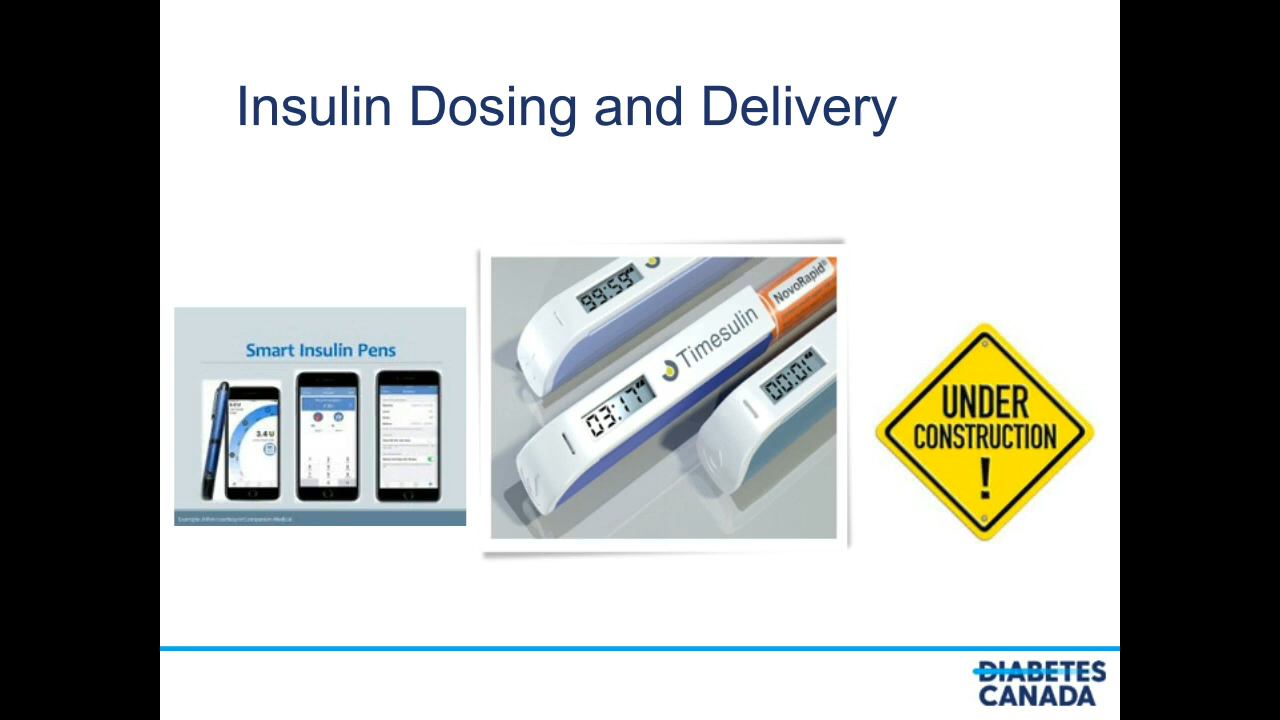 Insulin Dosing and Delivery
Smart Insulin Pens
3.4 U
99:59
Timesulin
NovoRapid®
03:17
00:01
UNDER
CONSTRUCTION
!
DIABETES
CANADA